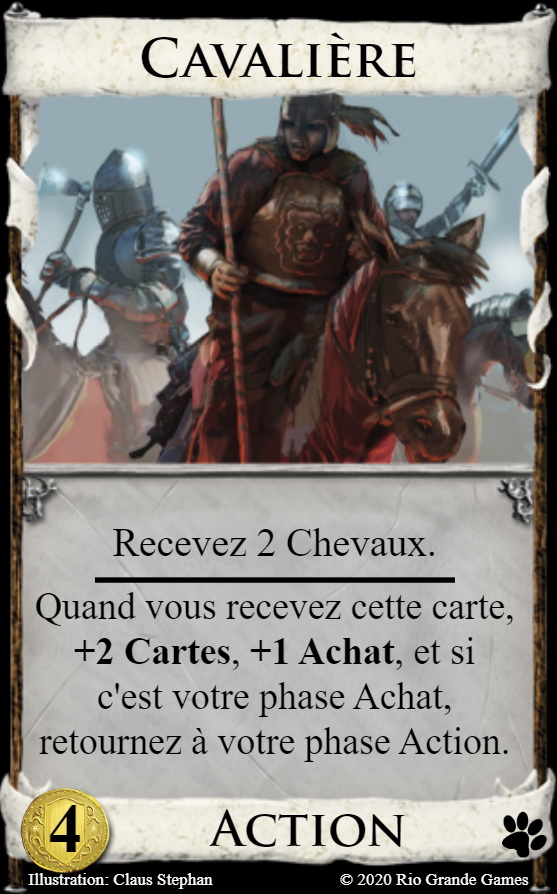 Cavalière
Recevez 2 Chevaux.
Quand vous recevez cette carte,
+2 Cartes, +1 Achat, et si
c'est votre phase Achat,
retournez à votre phase Action.
4
Action
Illustration: Claus Stephan
© 2020 Rio Grande Games